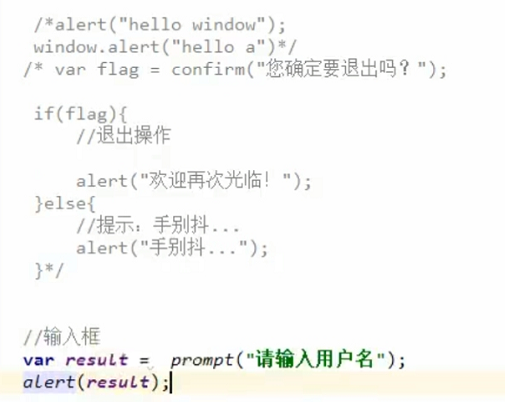 /*alert("hello window");
window.alert("hello a")*/
/* var flag = confirm("您确定要退出吗？");
if(flag){
//退出操作
alert("欢迎再次光临！");
}else{
//提示：手别抖...
alert("手别抖...");
}*/
//输入框
var result = prompt("请输入用户名");
alert(result);